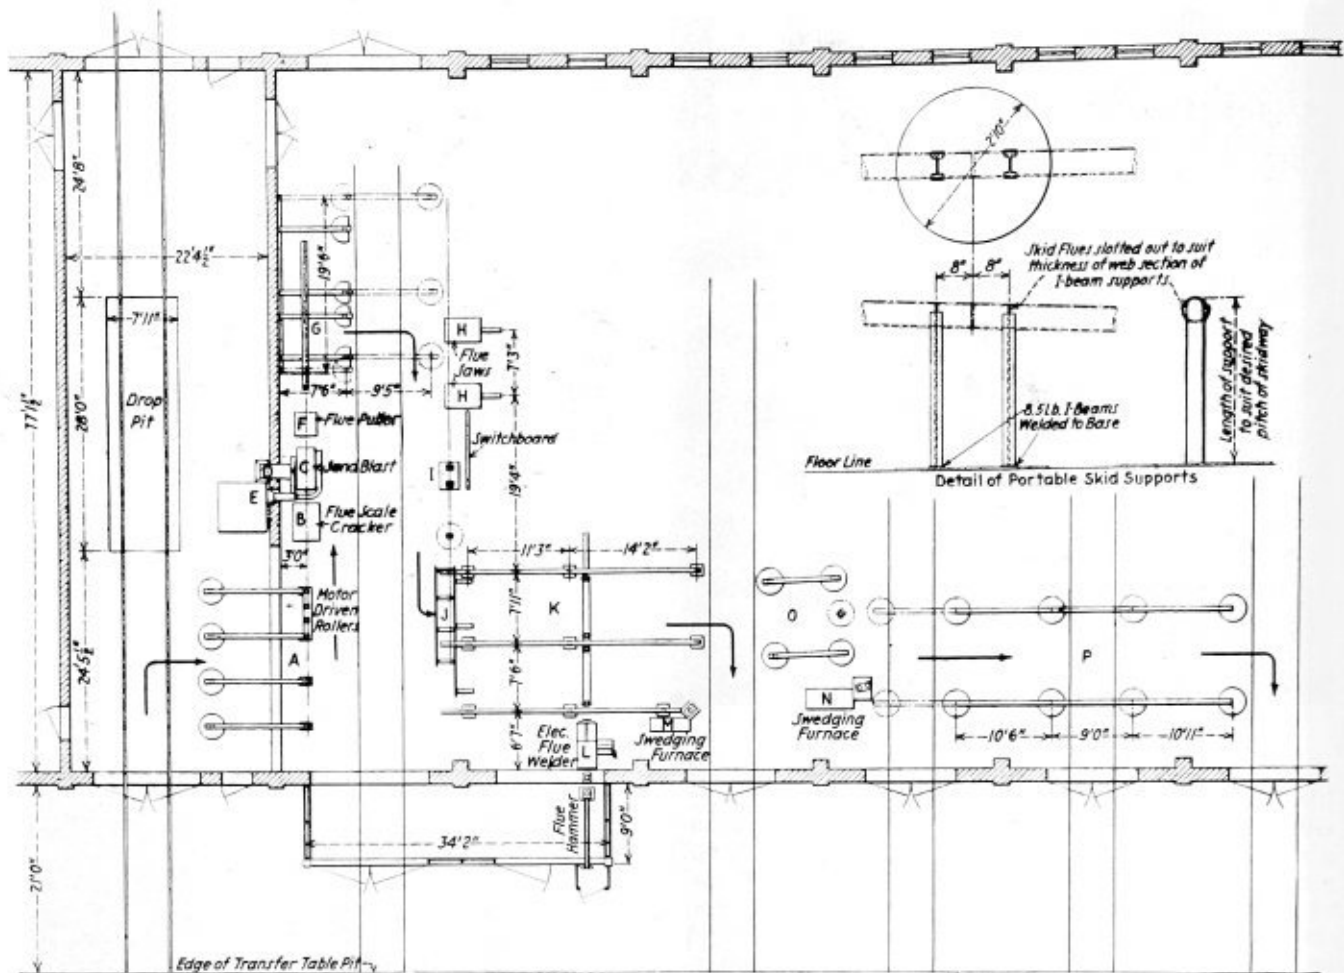 24'8"
22'4½"
7'11"
28'0"
Drop
Pit
77'1½"
24'5½"
19'6"
G
7'6"
9'5"
H
Flue
Saws
7'3"
H
F
Flue Puller
Switchboard
C
Sand Blast
D
E
I
19'4"
B
Flue Scale
Cracker
3'0"
11'3"
14'2"
Motor
Driven
Rollers
A
J
7'11"
K
7'6"
6'7"
Elec.
Flue
Welder
L
M
Swedging
Furnace
O
N
Swedging
Furnace
P
10'6"
9'0"
10'11"
2'10"
8"
8"
Skid Flues slotted out to suit
thickness of web section of
I-beam supports
Length of support
to suit desired
pitch of skidway
8.5 Lb. I-Beams
Welded to Base
Floor Line
Detail of Portable Skid Supports
Flue
Hammer
9'0"
34'2"
21'0"
Edge of Transfer Table Pit